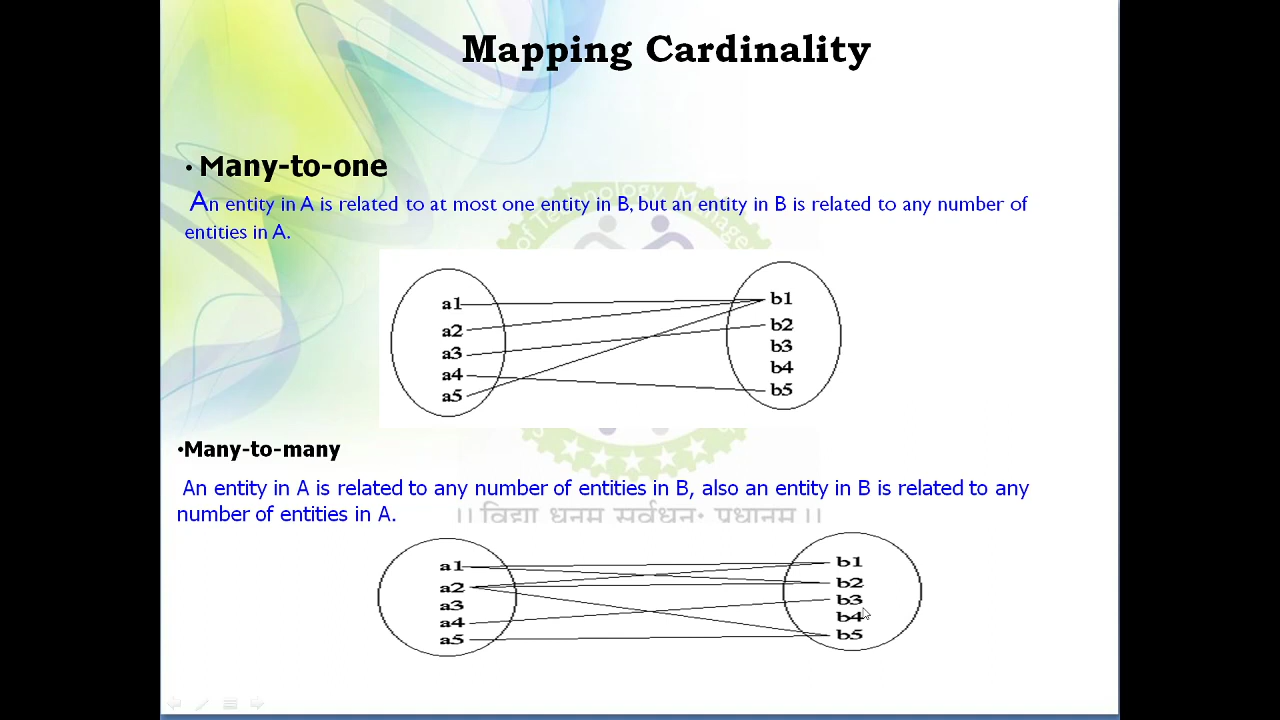 Mapping Cardinality
• Many-to-one
An entity in A is related to at most one entity in B, but an entity in B is related to any number of
entities in A.
of Technology, Manage
a1 b1
a2 b2
a3 b3
a4 b4
a5 b5
•Many-to-many
An entity in A is related to any number of entities in B, also an entity in B is related to any
number of entities in A.
।। विद्या धनम सर्वधन- प्रधानम ।।
a1 b1
a2 b2
a3 b3
a4 b4
a5 b5